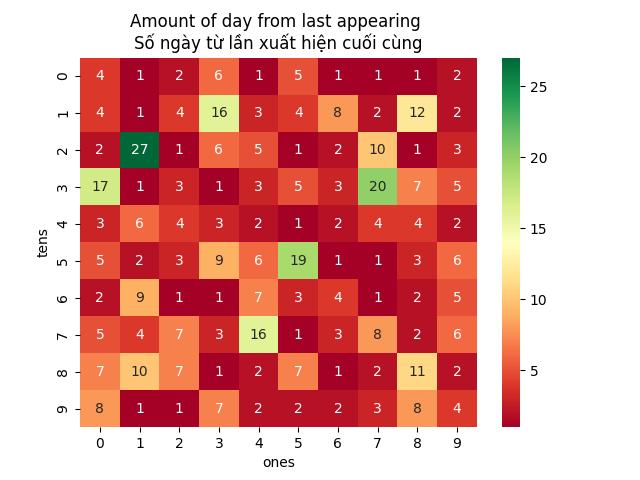 Amount of day from last appearing
Số ngày từ lần xuất hiện cuối cùng
0 4 1 2 6 1 5 1 1 1 2
1 4 1 4 16 3 4 8 2 12 2
2 2 27 1 6 5 1 2 10 1 3
3 17 1 3 1 3 5 3 20 7 5
4 3 6 4 3 2 1 2 4 4 2
5 5 2 3 9 6 19 1 1 3 6
6 2 9 1 1 7 3 4 1 2 5
7 5 4 7 3 16 1 3 8 2 6
8 7 10 7 1 2 7 1 2 11 2
9 8 1 1 7 2 2 2 3 8 4
0 1 2 3 4 5 6 7 8 9
ones
tens
25
20
15
10
5